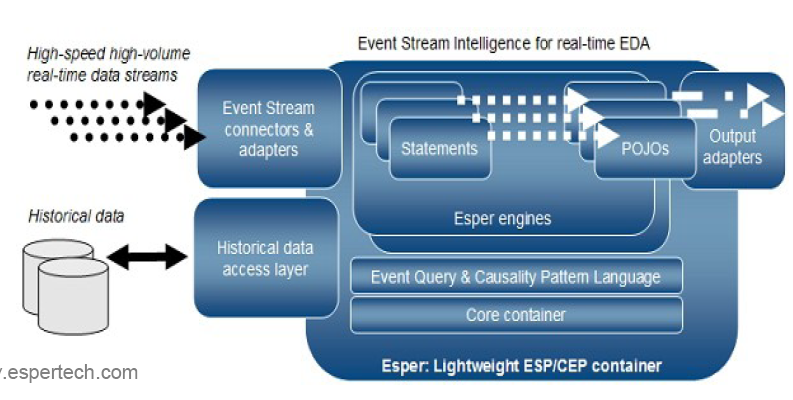 Event Stream Intelligence for real-time EDA
High-speed high-volume
real-time data streams
Event Stream
connectors &
adapters
Statements
POJOs
Output
adapters
Esper engines
Historical data
Historical data
access layer
Event Query & Causality Pattern Language
Core container
Esper: Lightweight ESP/CEP container
.espertech.com